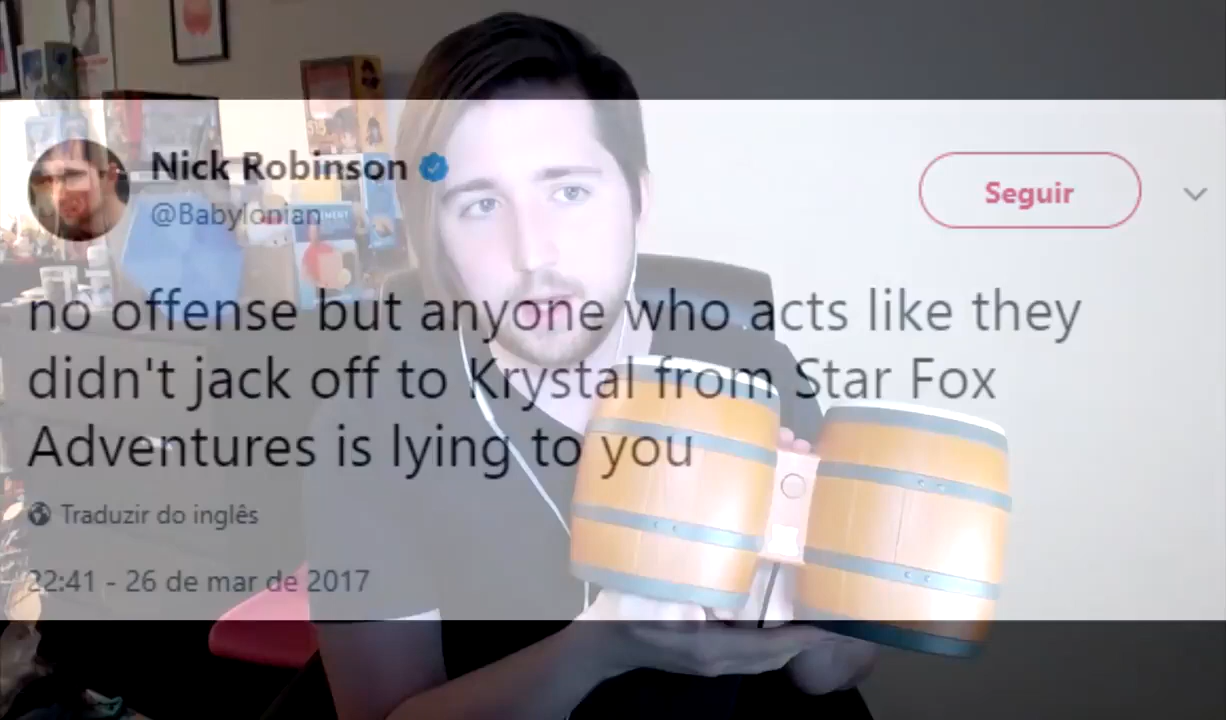 Nick Robinson
@Babylonian
Seguir
no offense but anyone who acts like they
didn't jack off to Krystal from Star Fox
Adventures is lying to you
Traduzir do inglês
22:41 - 26 de mar de 2017